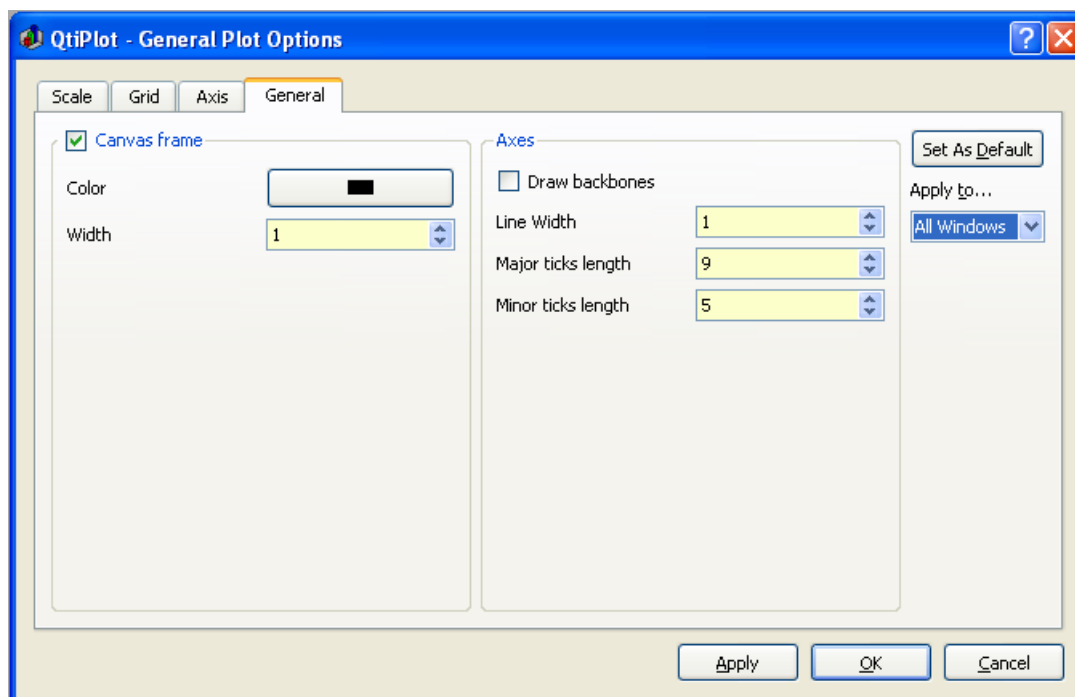 QtiPlot - General Plot Options
Scale Grid Axis General
Canvas frame
Color
Width 1
Axes
Draw backbones
Line Width 1
Major ticks length 9
Minor ticks length 5
Set As Default
Apply to...
All Windows
Apply OK Cancel